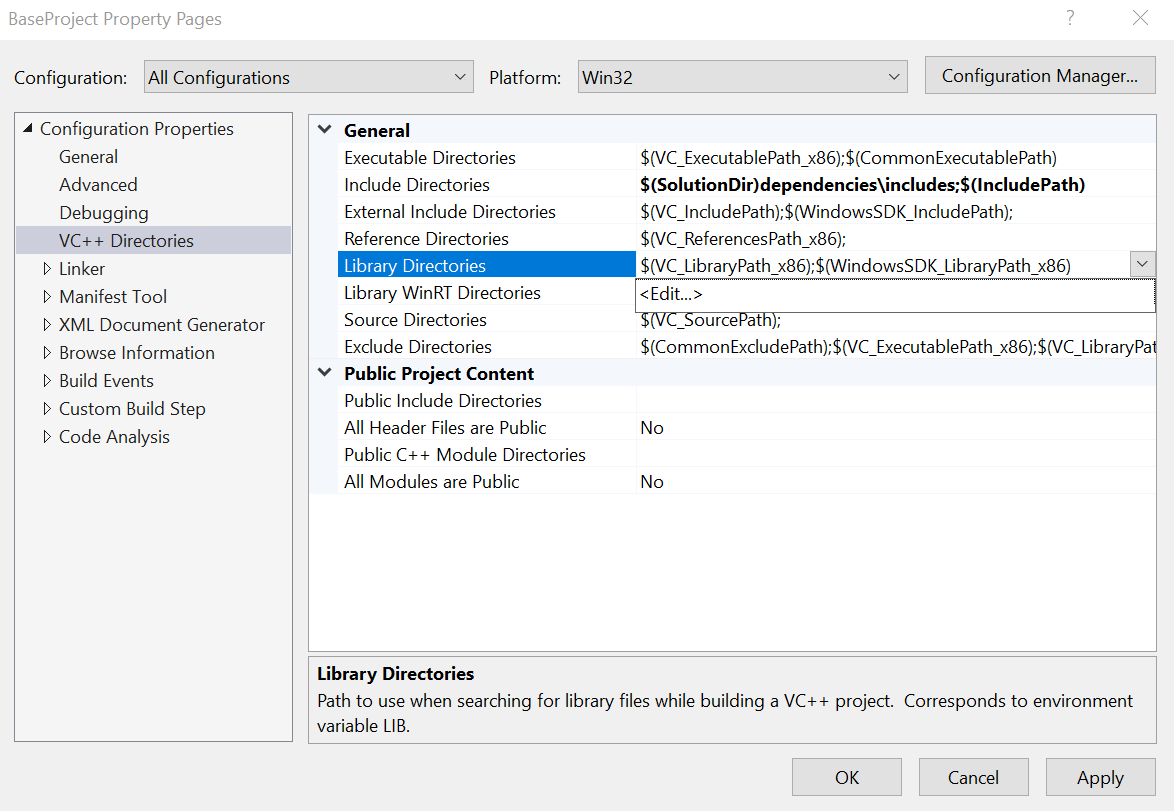 BaseProject Property Pages ?
Configuration: All Configurations Platform: Win32 Configuration Manager...
Configuration Properties
General
Advanced
Debugging
VC++ Directories
Linker
Manifest Tool
XML Document Generator
Browse Information
Build Events
Custom Build Step
Code Analysis
General
Executable Directories $(VC_ExecutablePath_x86);$(CommonExecutablePath)
Include Directories $(SolutionDir)dependencies\includes;$(IncludePath)
External Include Directories $(VC_IncludePath);$(WindowsSDK_IncludePath);
Reference Directories $(VC_ReferencesPath_x86);
Library Directories $(VC_LibraryPath_x86);$(WindowsSDK_LibraryPath_x86)
Library WinRT Directories <Edit...>
Source Directories $(VC_SourcePath);
Exclude Directories $(CommonExcludePath);$(VC_ExecutablePath_x86);$(VC_LibraryPat
Public Project Content
Public Include Directories
All Header Files are Public No
Public C++ Module Directories
All Modules are Public No
Library Directories
Path to use when searching for library files while building a VC++ project.  Corresponds to environment
variable LIB.
OK Cancel Apply